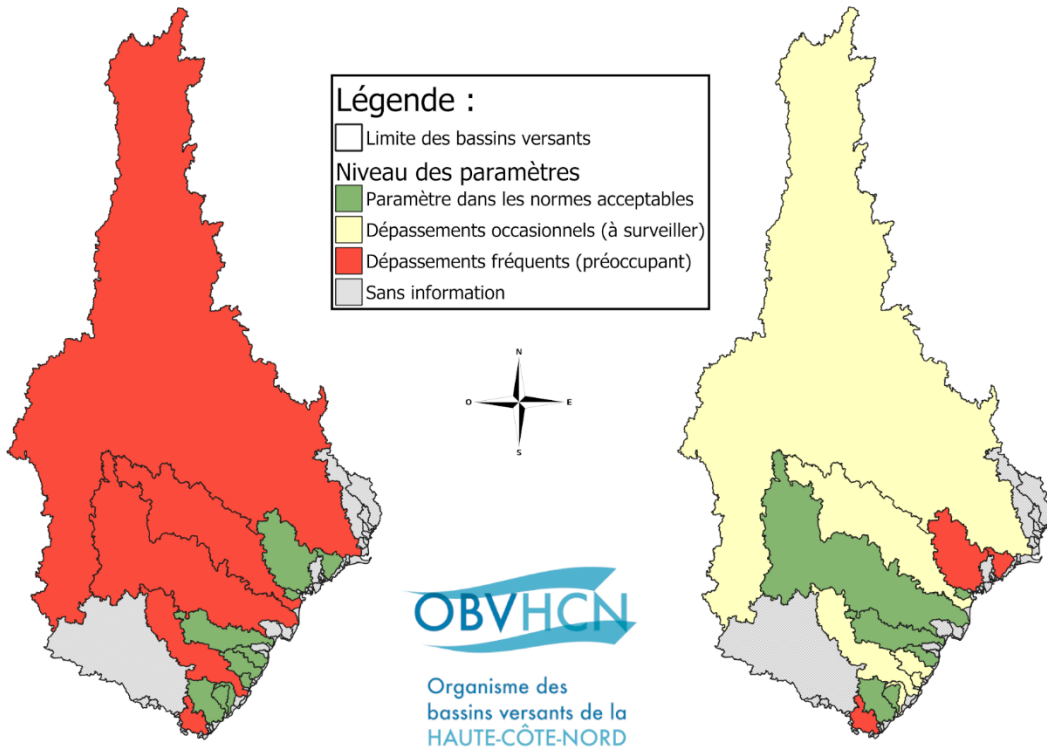 Légende :
Limite des bassins versants
Niveau des paramètres
Paramètre dans les normes acceptables
Dépassements occasionnels (à surveiller)
Dépassements fréquents (préoccupant)
Sans information
N
O
E
S
OBVHCN
Organisme des
bassins versants de la
HAUTE-CÔTE-NORD